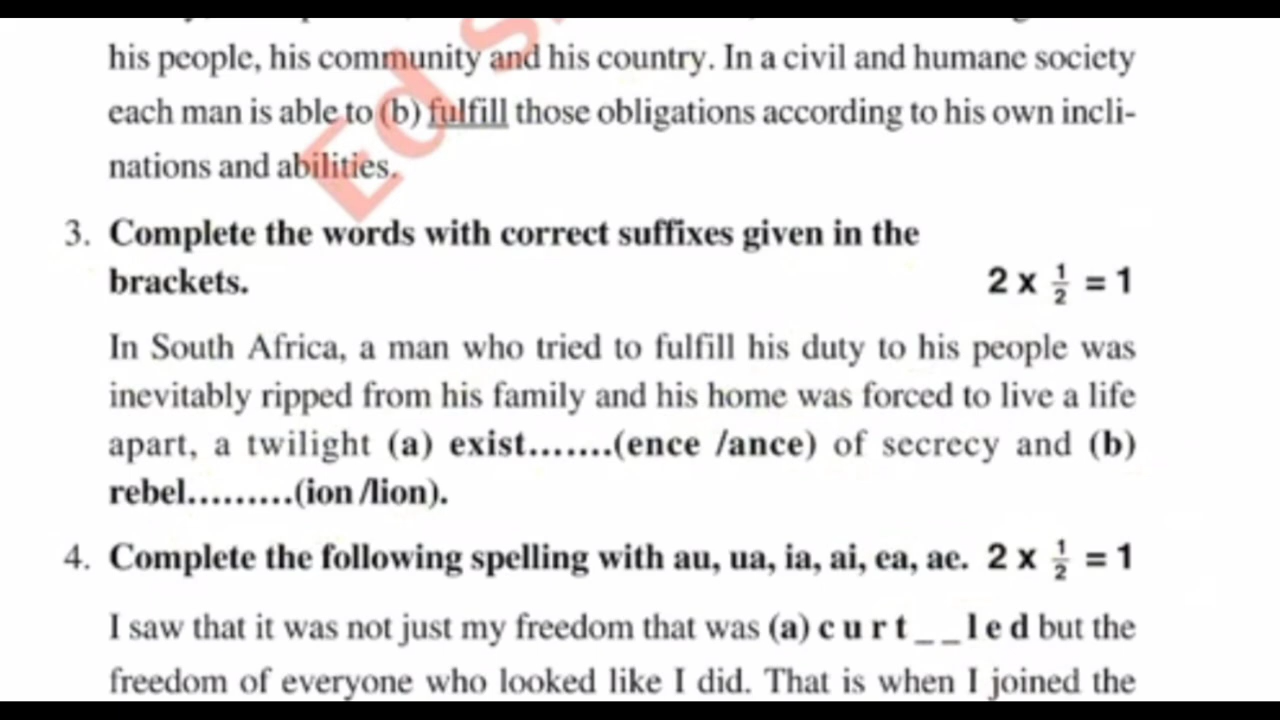 his people, his community and his country. In a civil and humane society
each man is able to (b) fulfill those obligations according to his own incli-
nations and abilities.
3. Complete the words with correct suffixes given in the
brackets. 2 x 1/2 = 1
In South Africa, a man who tried to fulfill his duty to his people was
inevitably ripped from his family and his home was forced to live a life
apart, a twilight (a) exist.......(ence /ance) of secrecy and (b)
rebel.........(ion /lion).
4. Complete the following spelling with au, ua, ia, ai, ea, ae. 2 x 1/2 = 1
I saw that it was not just my freedom that was (a) c u r t _ _ l e d but the
freedom of everyone who looked like I did. That is when I joined the
Ed